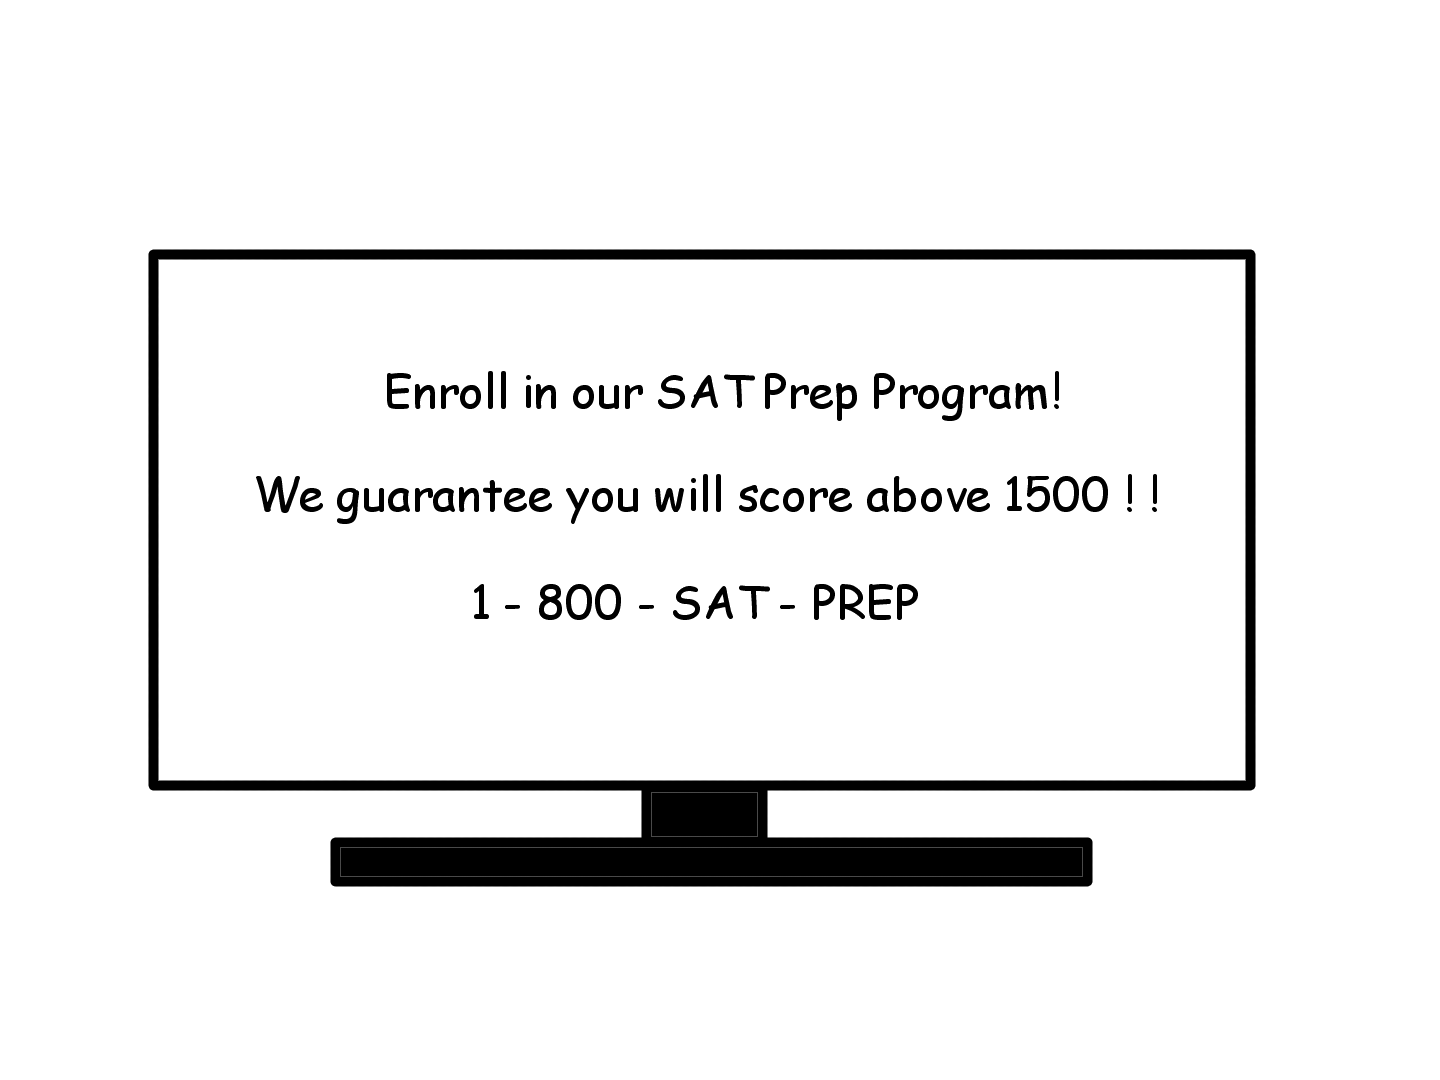 Enroll in our SAT Prep Program!
We guarantee you will score above 1500 ! !
1 - 800 - SAT - PREP